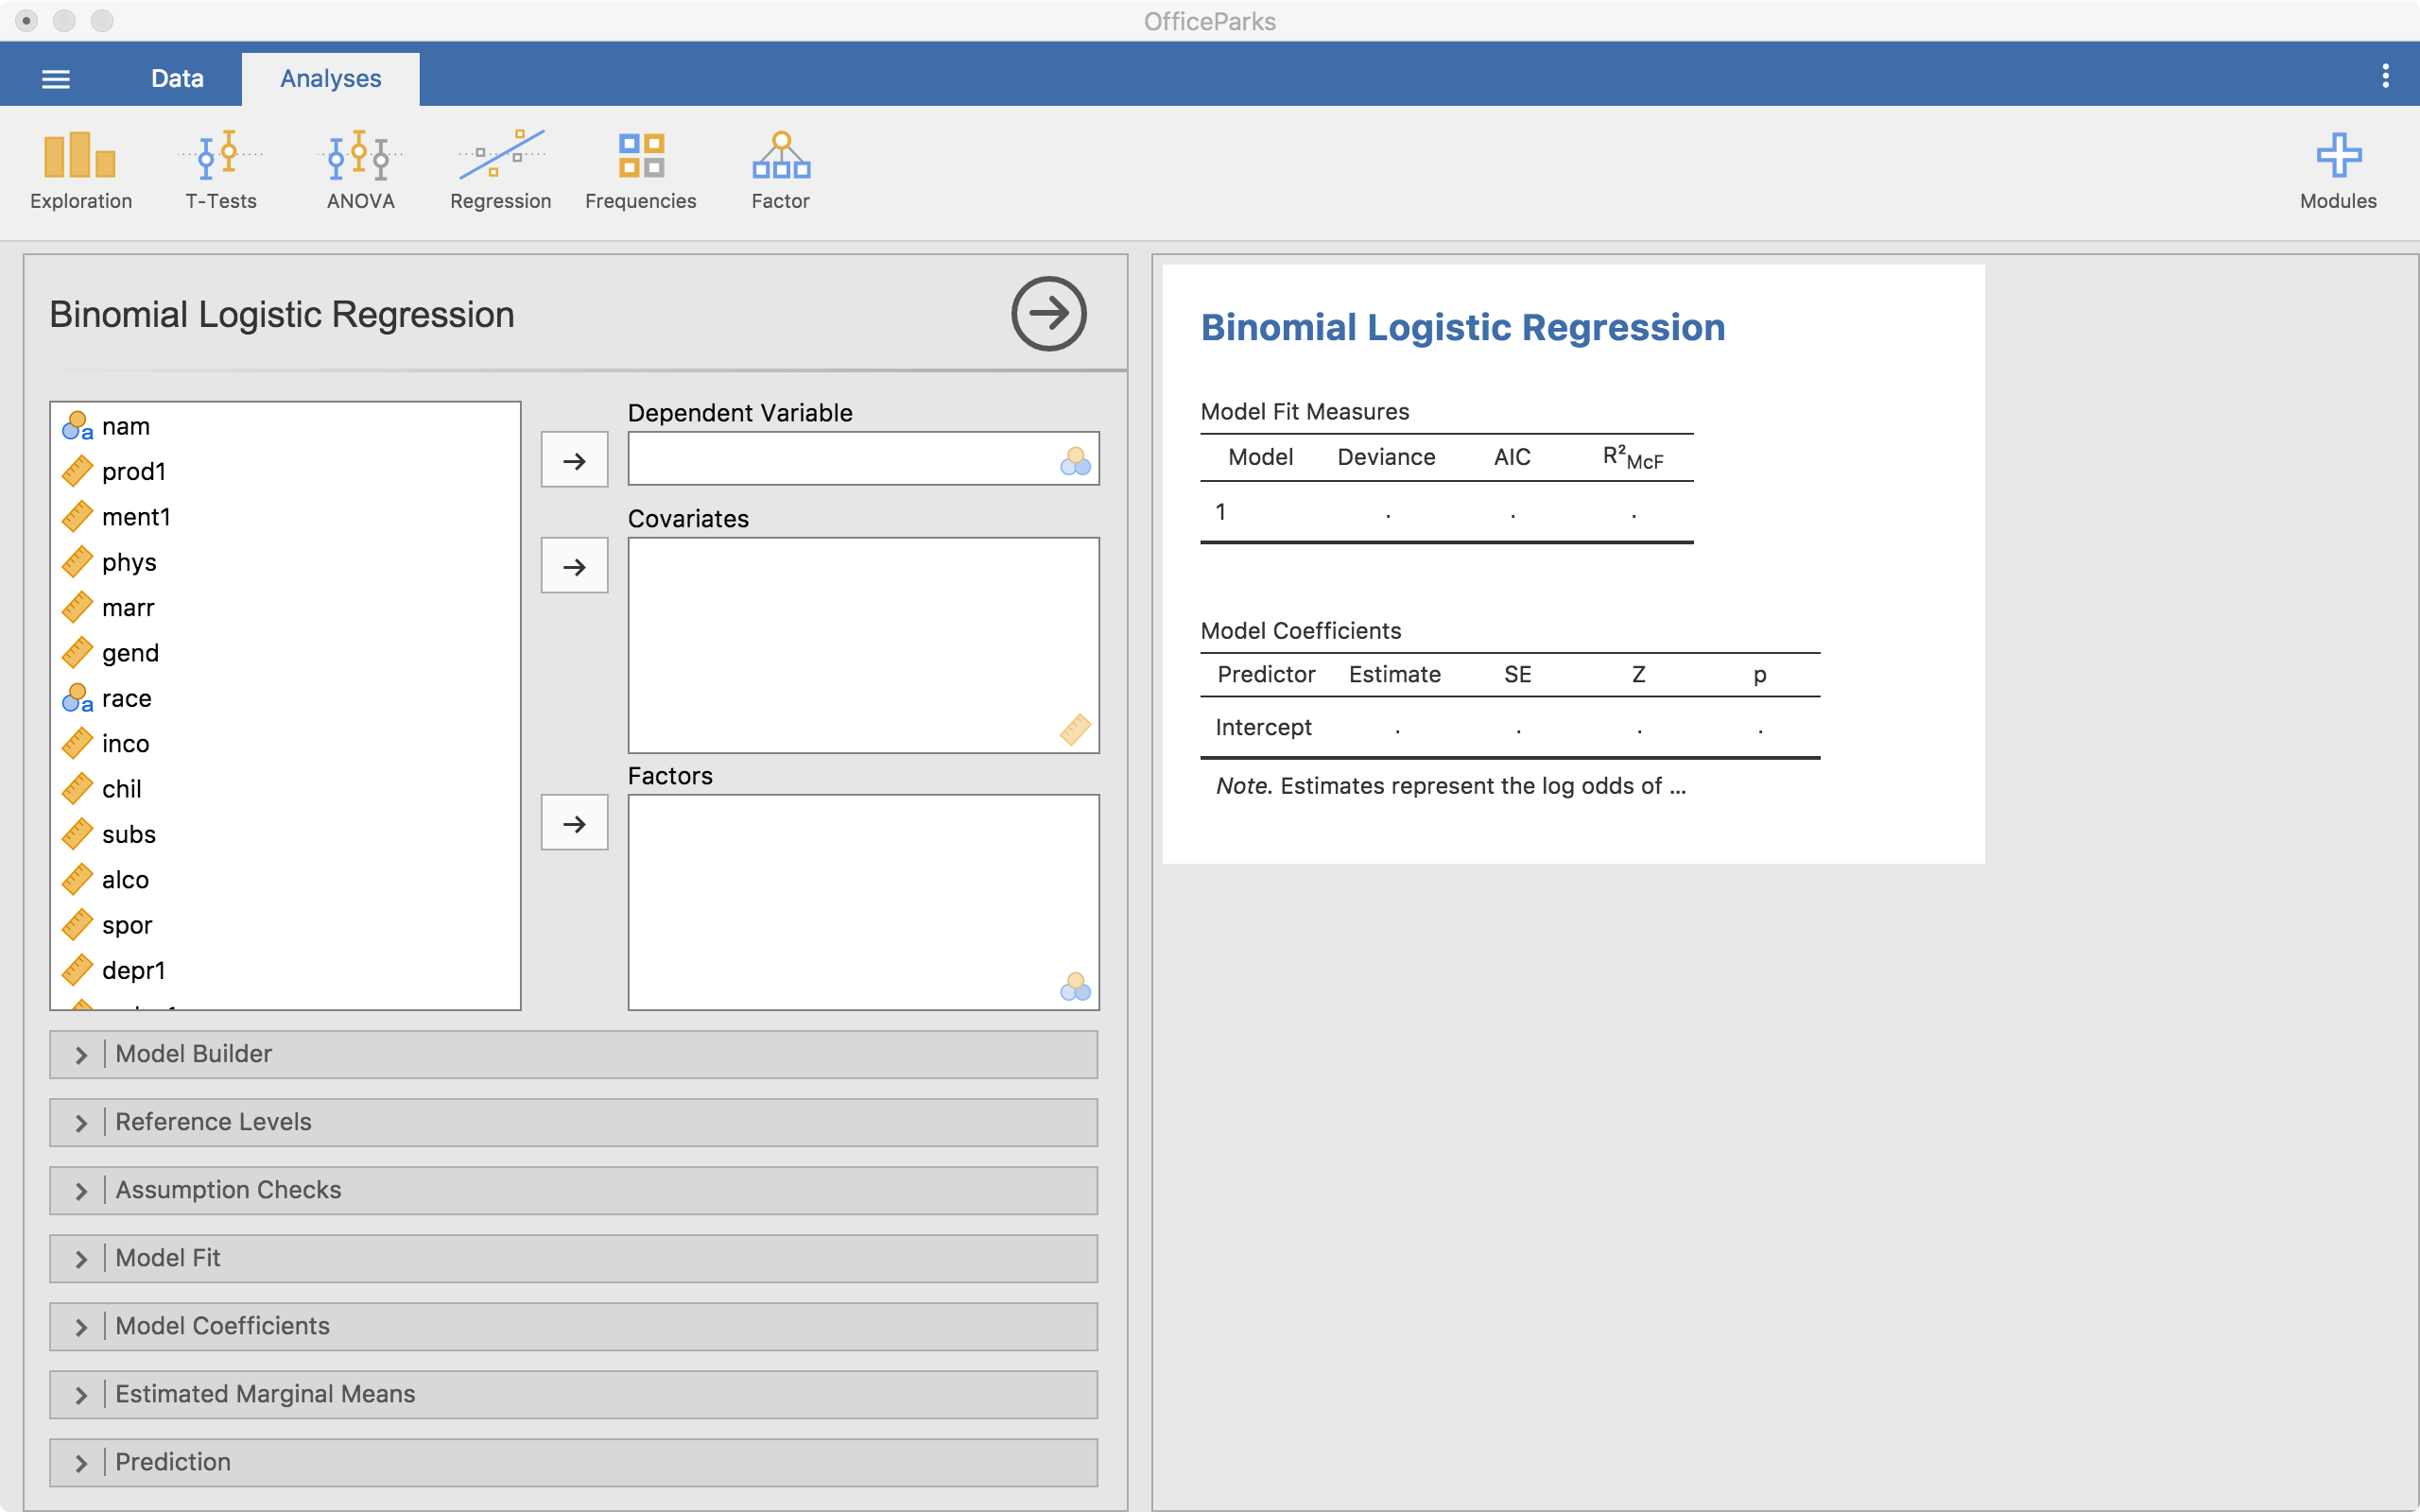 OfficeParks
Data Analyses
Exploration T-Tests ANOVA Regression Frequencies Factor Modules
Binomial Logistic Regression
nam
prod1
ment1
phys
marr
gend
race
inco
chil
subs
alco
spor
depr1
Dependent Variable
Covariates
Factors
Model Builder
Reference Levels
Assumption Checks
Model Fit
Model Coefficients
Estimated Marginal Means
Prediction
Binomial Logistic Regression
Model Fit Measures
Model Deviance AIC R²McF
1 . . .
Model Coefficients
Predictor Estimate SE Z p
Intercept . . . .
Note. Estimates represent the log odds of ...